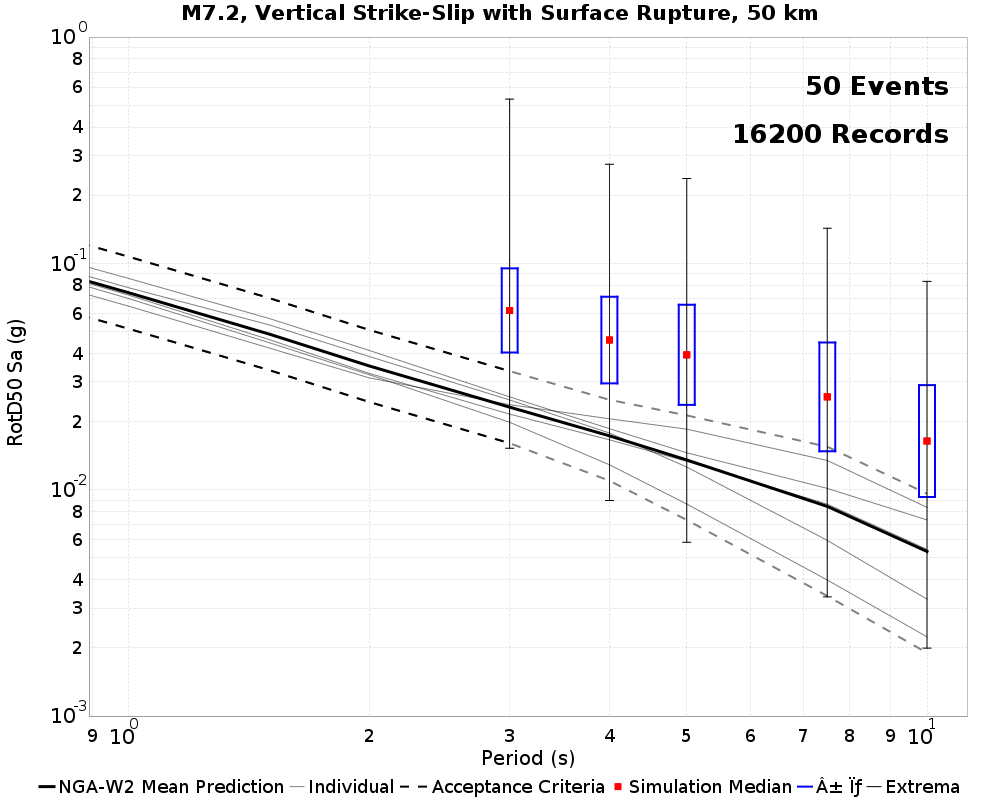 M7.2, Vertical Strike-Slip with Surface Rupture, 50 km
50 Events
16200 Records
RotD50 Sa (g)
10^0
8
6
4
3
2
10^-1
8
6
4
3
2
10^-2
8
6
4
3
2
10^-3
9 10^0 2 3 4 5 6 7 8 9 10^1
Period (s)
NGA-W2 Mean Prediction Individual Acceptance Criteria Simulation Median Â± Ïƒ Extrema